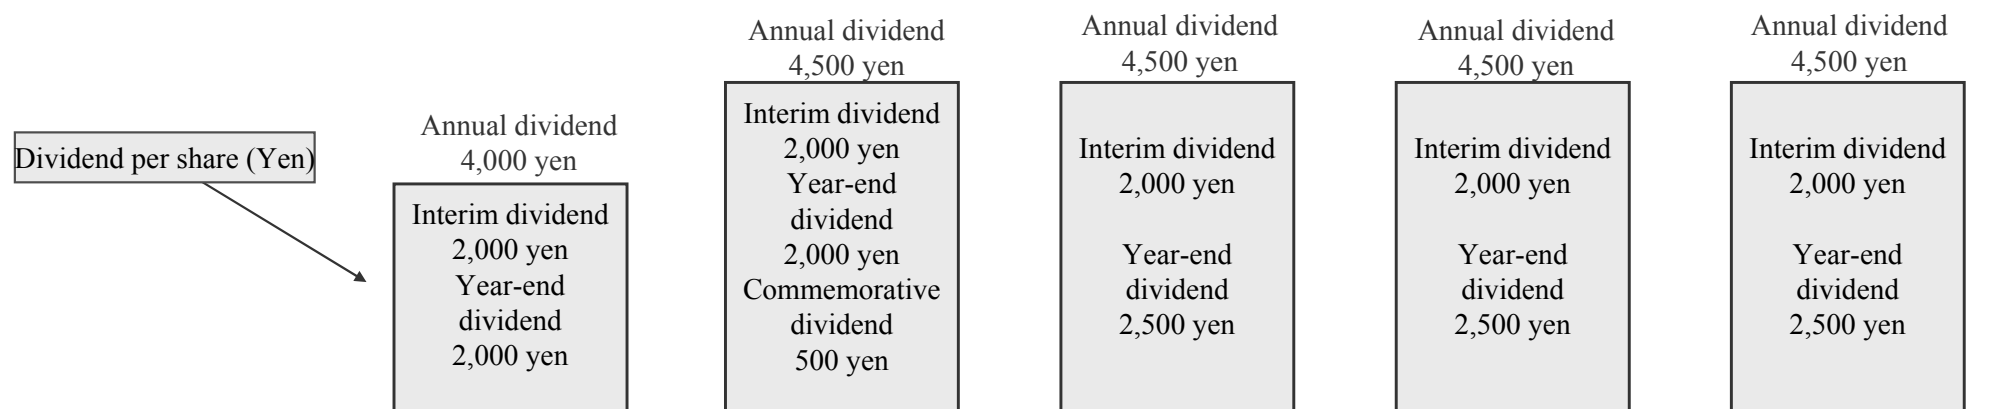 Dividend per share (Yen)
Annual dividend
4,000 yen
Interim dividend
2,000 yen
Year-end
dividend
2,000 yen
Annual dividend
4,500 yen
Interim dividend
2,000 yen
Year-end
dividend
2,000 yen
Commemorative
dividend
500 yen
Annual dividend
4,500 yen
Interim dividend
2,000 yen
Year-end
dividend
2,500 yen
Annual dividend
4,500 yen
Interim dividend
2,000 yen
Year-end
dividend
2,500 yen
Annual dividend
4,500 yen
Interim dividend
2,000 yen
Year-end
dividend
2,500 yen